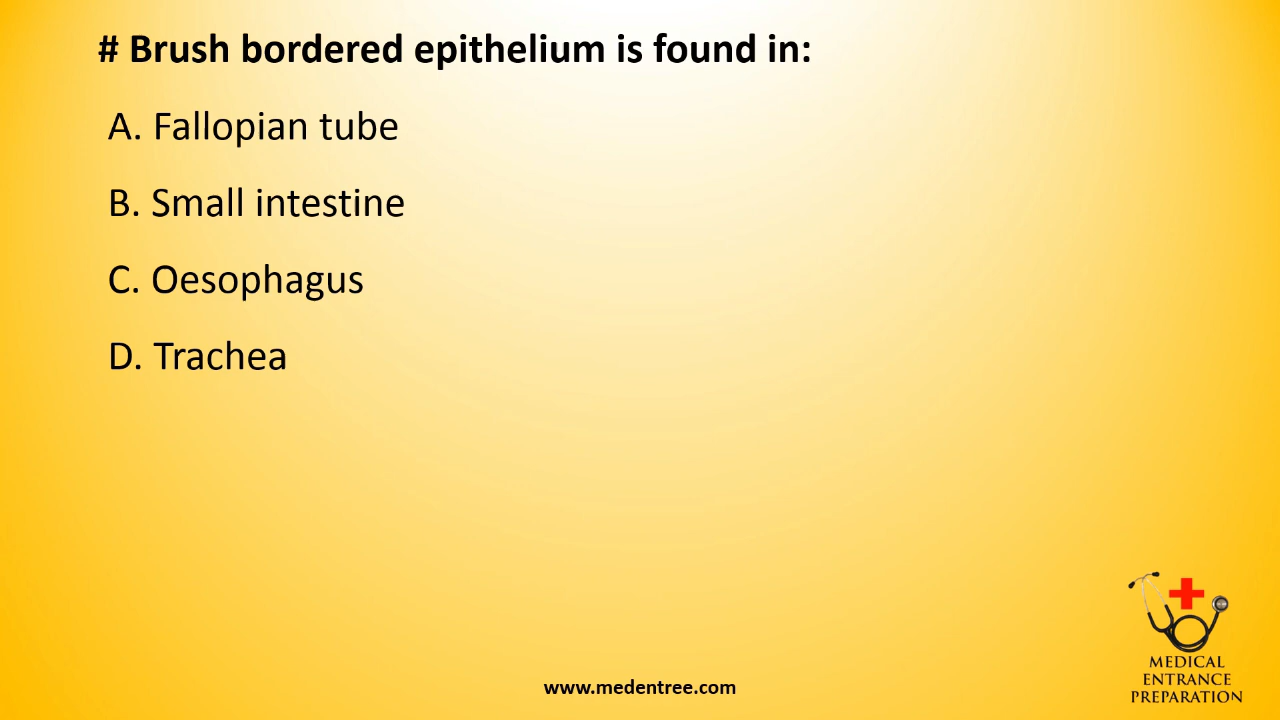 # Brush bordered epithelium is found in:
A. Fallopian tube
B. Small intestine
C. Oesophagus
D. Trachea
MEDICAL
ENTRANCE
PREPARATION
www.medentree.com